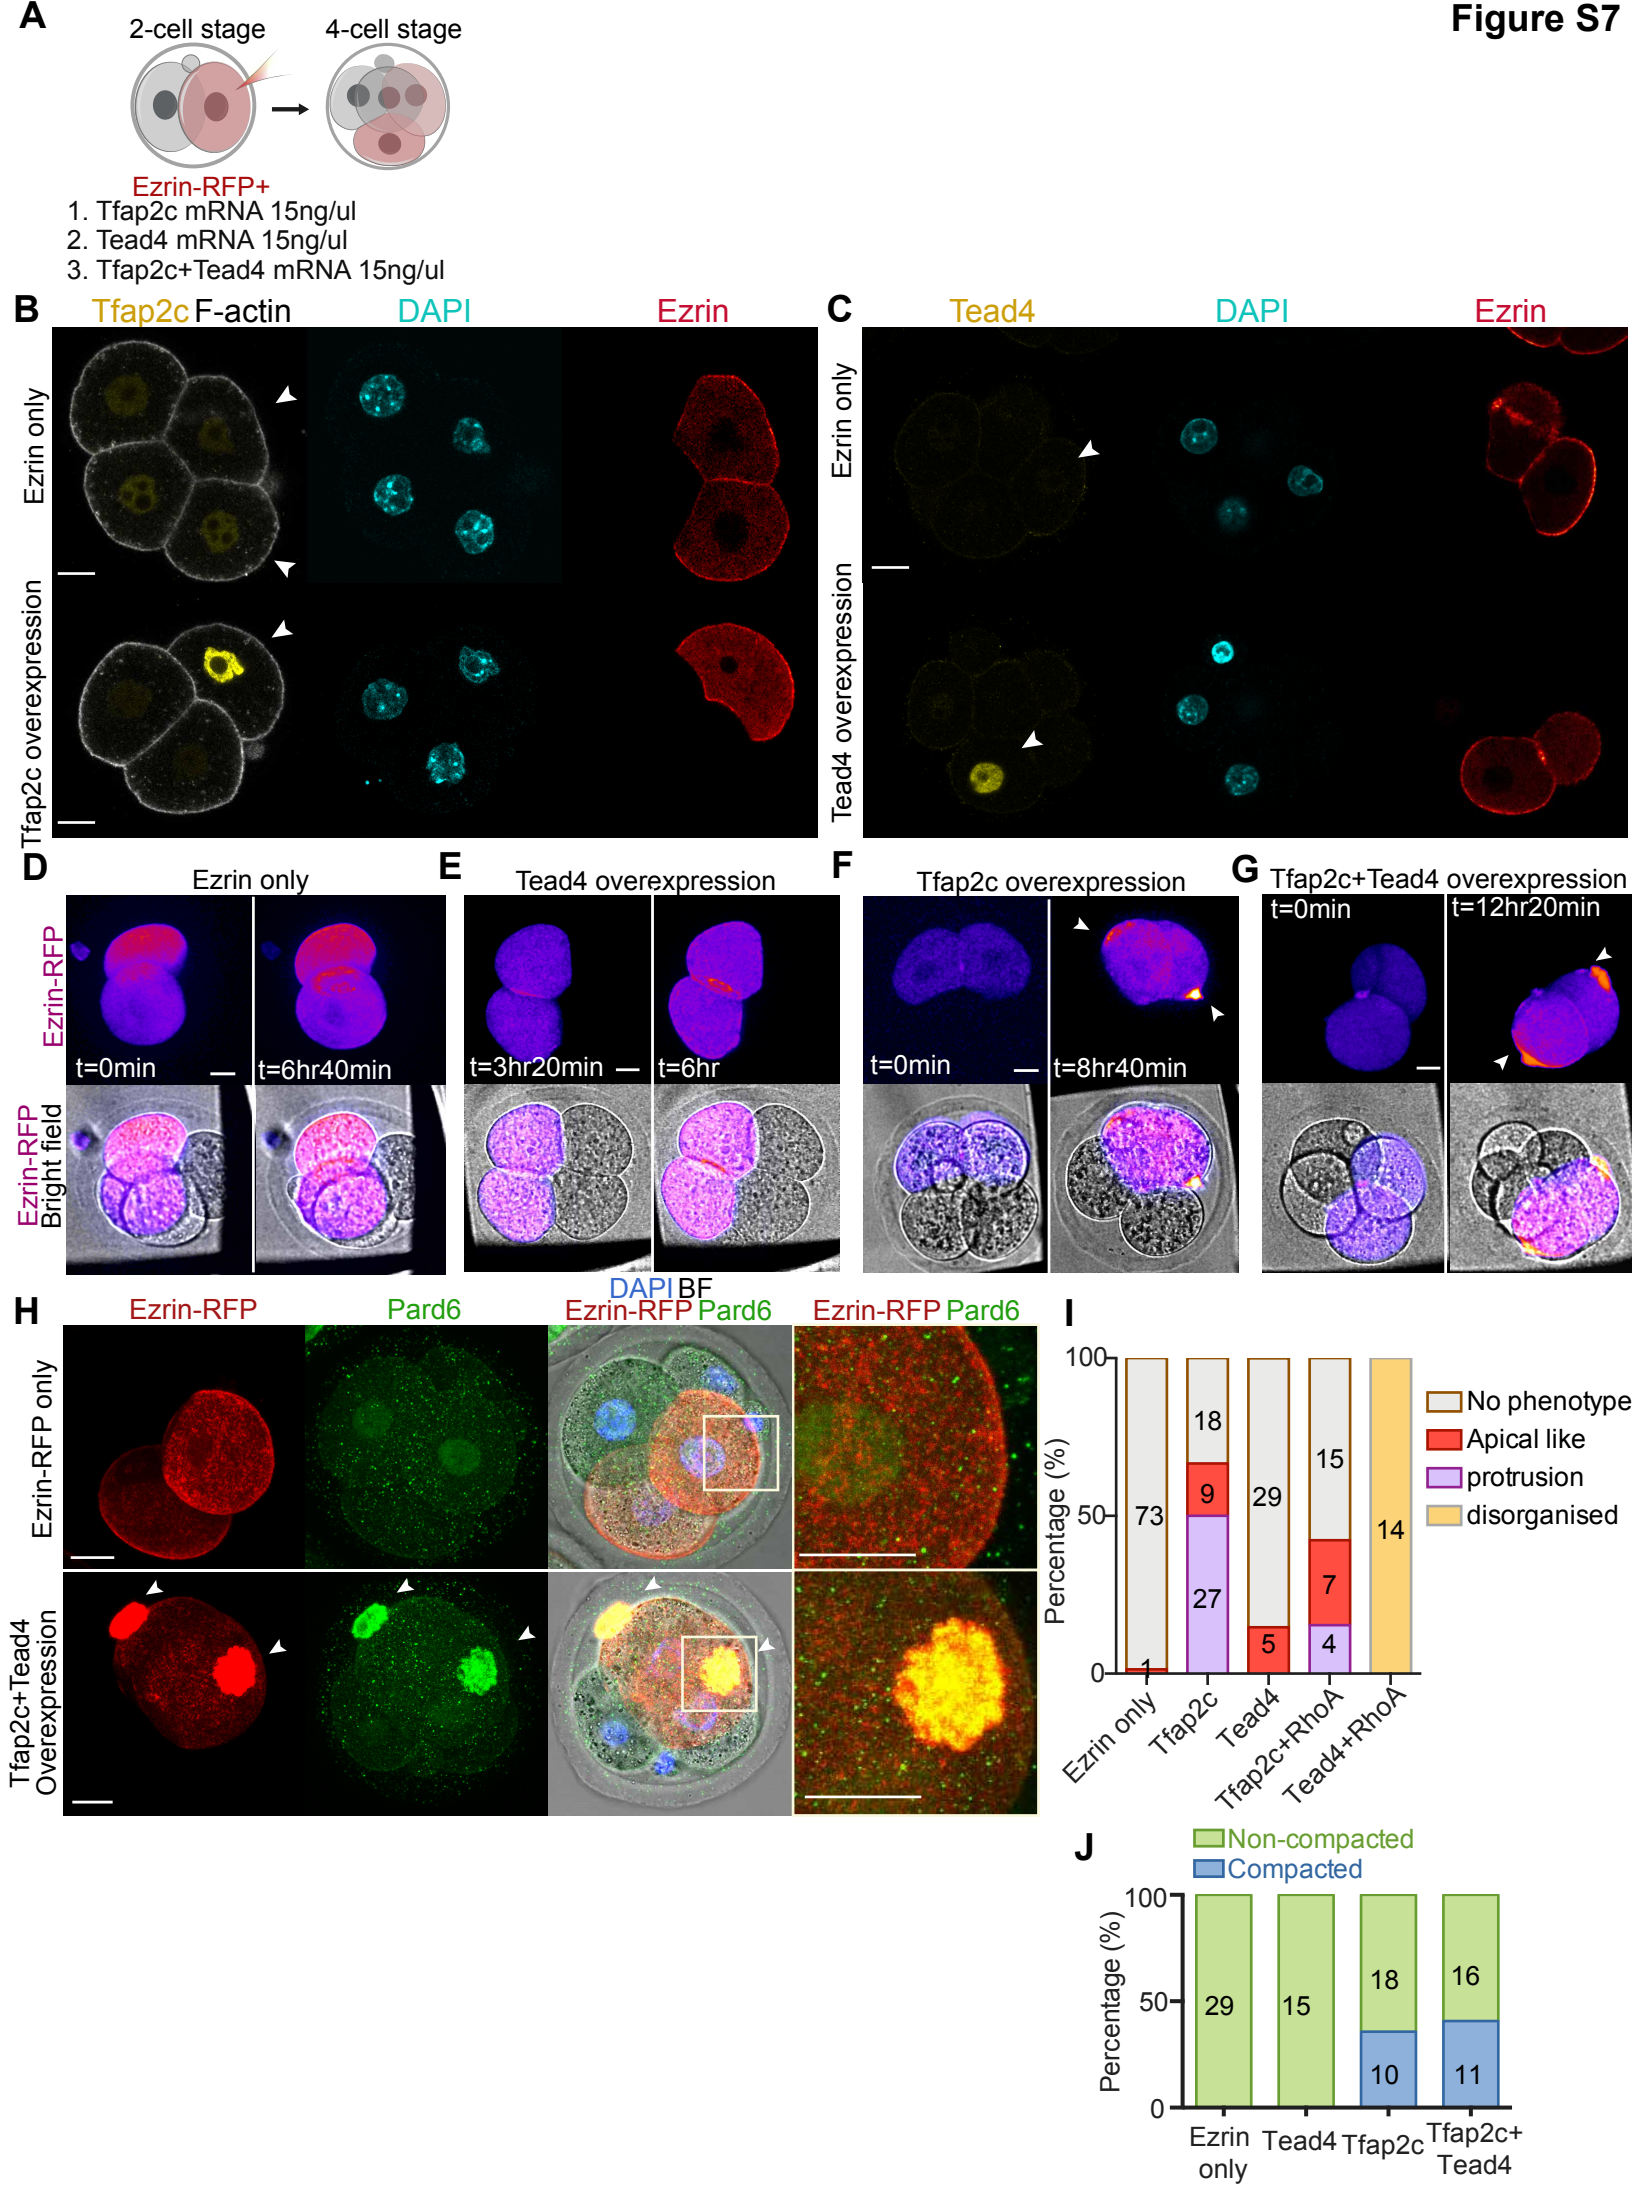 Figure S7
A
2-cell stage
4-cell stage
Ezrin-RFP+
1. Tfap2c mRNA 15ng/ul
2. Tead4 mRNA 15ng/ul
3. Tfap2c+Tead4 mRNA 15ng/ul
B
Tfap2c F-actin
DAPI
Ezrin
Ezrin only
Tfap2c overexpression
C
Tead4
DAPI
Ezrin
Ezrin only
Tead4 overexpression
D
Ezrin only
Ezrin-RFP
t=0min
t=6hr40min
Ezrin-RFP
Bright field
E
Tead4 overexpression
t=3hr20min
t=6hr
F
Tfap2c overexpression
t=0min
t=8hr40min
G
Tfap2c+Tead4 overexpression
t=0min
t=12hr20min
H
Ezrin-RFP
Pard6
DAPI BF
Ezrin-RFP Pard6
Ezrin-RFP Pard6
Ezrin-RFP only
Tfap2c+Tead4
Overexpression
I
Percentage (%)
100
50
0
1
73
27
9
18
5
29
4
7
15
14
Ezrin only
Tfap2c
Tead4
Tfap2c+RhoA
Tead4+RhoA
No phenotype
Apical like
protrusion
disorganised
J
Non-compacted
Compacted
Percentage (%)
100
50
0
29
15
18
10
16
11
Ezrin
only
Tead4
Tfap2c
Tfap2c+
Tead4